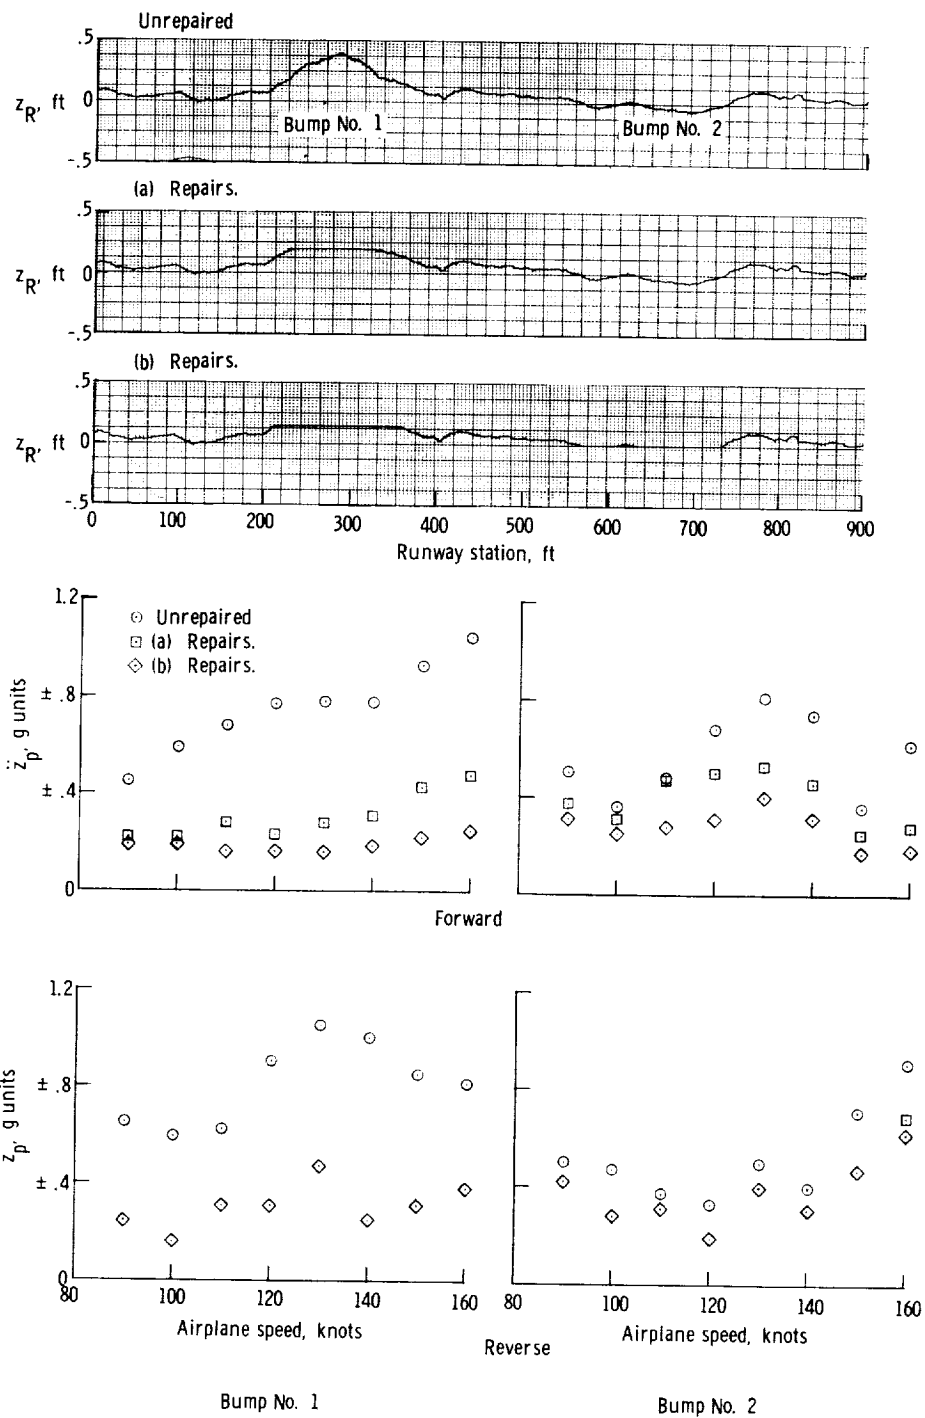 Unrepaired
.5
z_R, ft 0
-.5
Bump No. 1
Bump No. 2
(a) Repairs.
.5
z_R, ft 0
-.5
(b) Repairs.
.5
z_R, ft 0
-.5
0 100 200 300 400 500 600 700 800 900
Runway station, ft
1.2
± .8
± .4
0
z̈_p, g units
Unrepaired
(a) Repairs.
(b) Repairs.
Forward
1.2
± .8
± .4
0
z_p, g units
80 100 120 140 160
Airplane speed, knots
80 100 120 140 160
Airplane speed, knots
Reverse
Bump No. 1
Bump No. 2